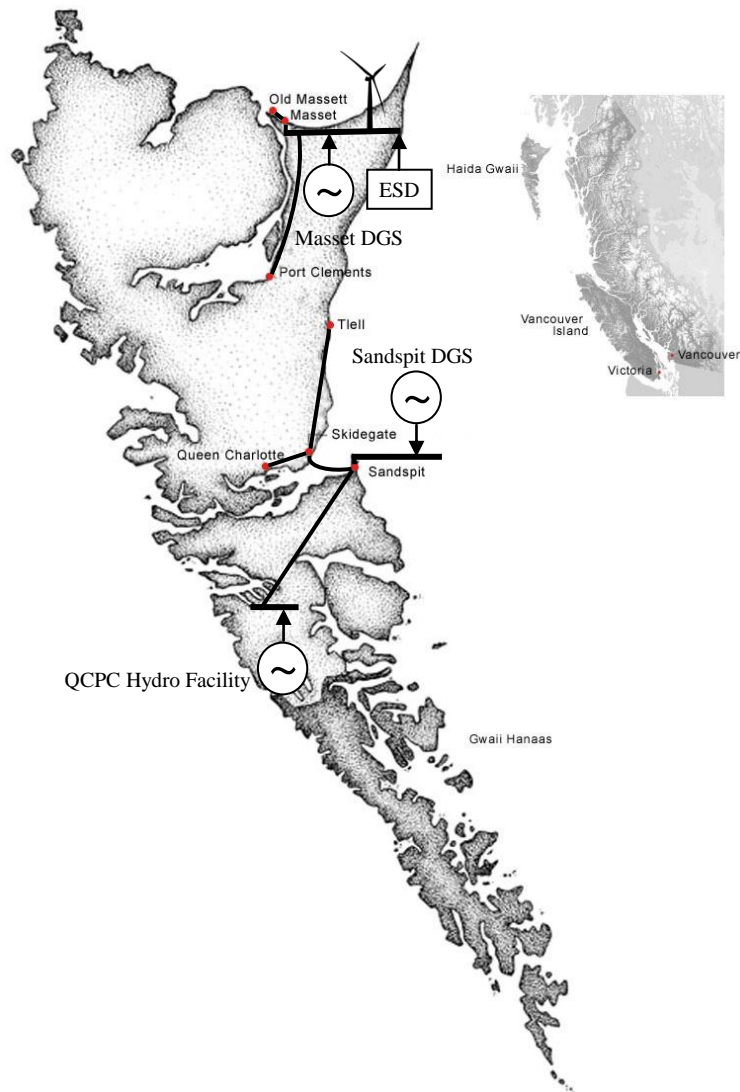 Old Massett
Masset
~
ESD
Masset DGS
Port Clements
Tlell
Sandspit DGS
~
Skidegate
Queen Charlotte
Sandspit
QCPC Hydro Facility
~
Gwaii Hanaas
Haida Gwaii
Vancouver
Island
Vancouver
Victoria